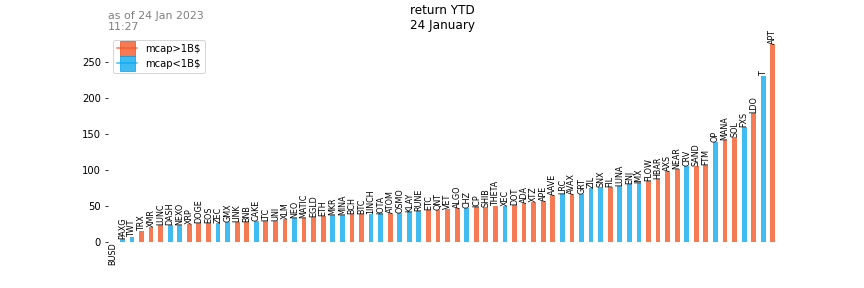 as of 24 Jan 2023
11:27
return YTD
24 January
mcap>1B$
mcap<1B$
250
200
150
100
50
0
BUSD
PAXG
TWT
TRX
XMR
LUNC
DASH
NEXO
XRP
DOGE
EOS
ZEC
GMX
LINK
BNB
CAKE
LTC
UNI
XLM
NEO
MATIC
EGLD
ETH
MKR
MINA
BCH
BTC
1INCH
IOTA
ATOM
OSMO
KLAY
RUNE
ETC
QNT
VET
ALGO
CHZ
ICP
SHIB
THETA
XEC
DOT
ADA
XTZ
APE
AAVE
LRC
AVAX
GRT
ZIL
SNX
FIL
LUNA
ENJ
IMX
FLOW
HBAR
AXS
NEAR
CRV
SAND
FTM
OP
MANA
SOL
FXS
LDO
T
APT